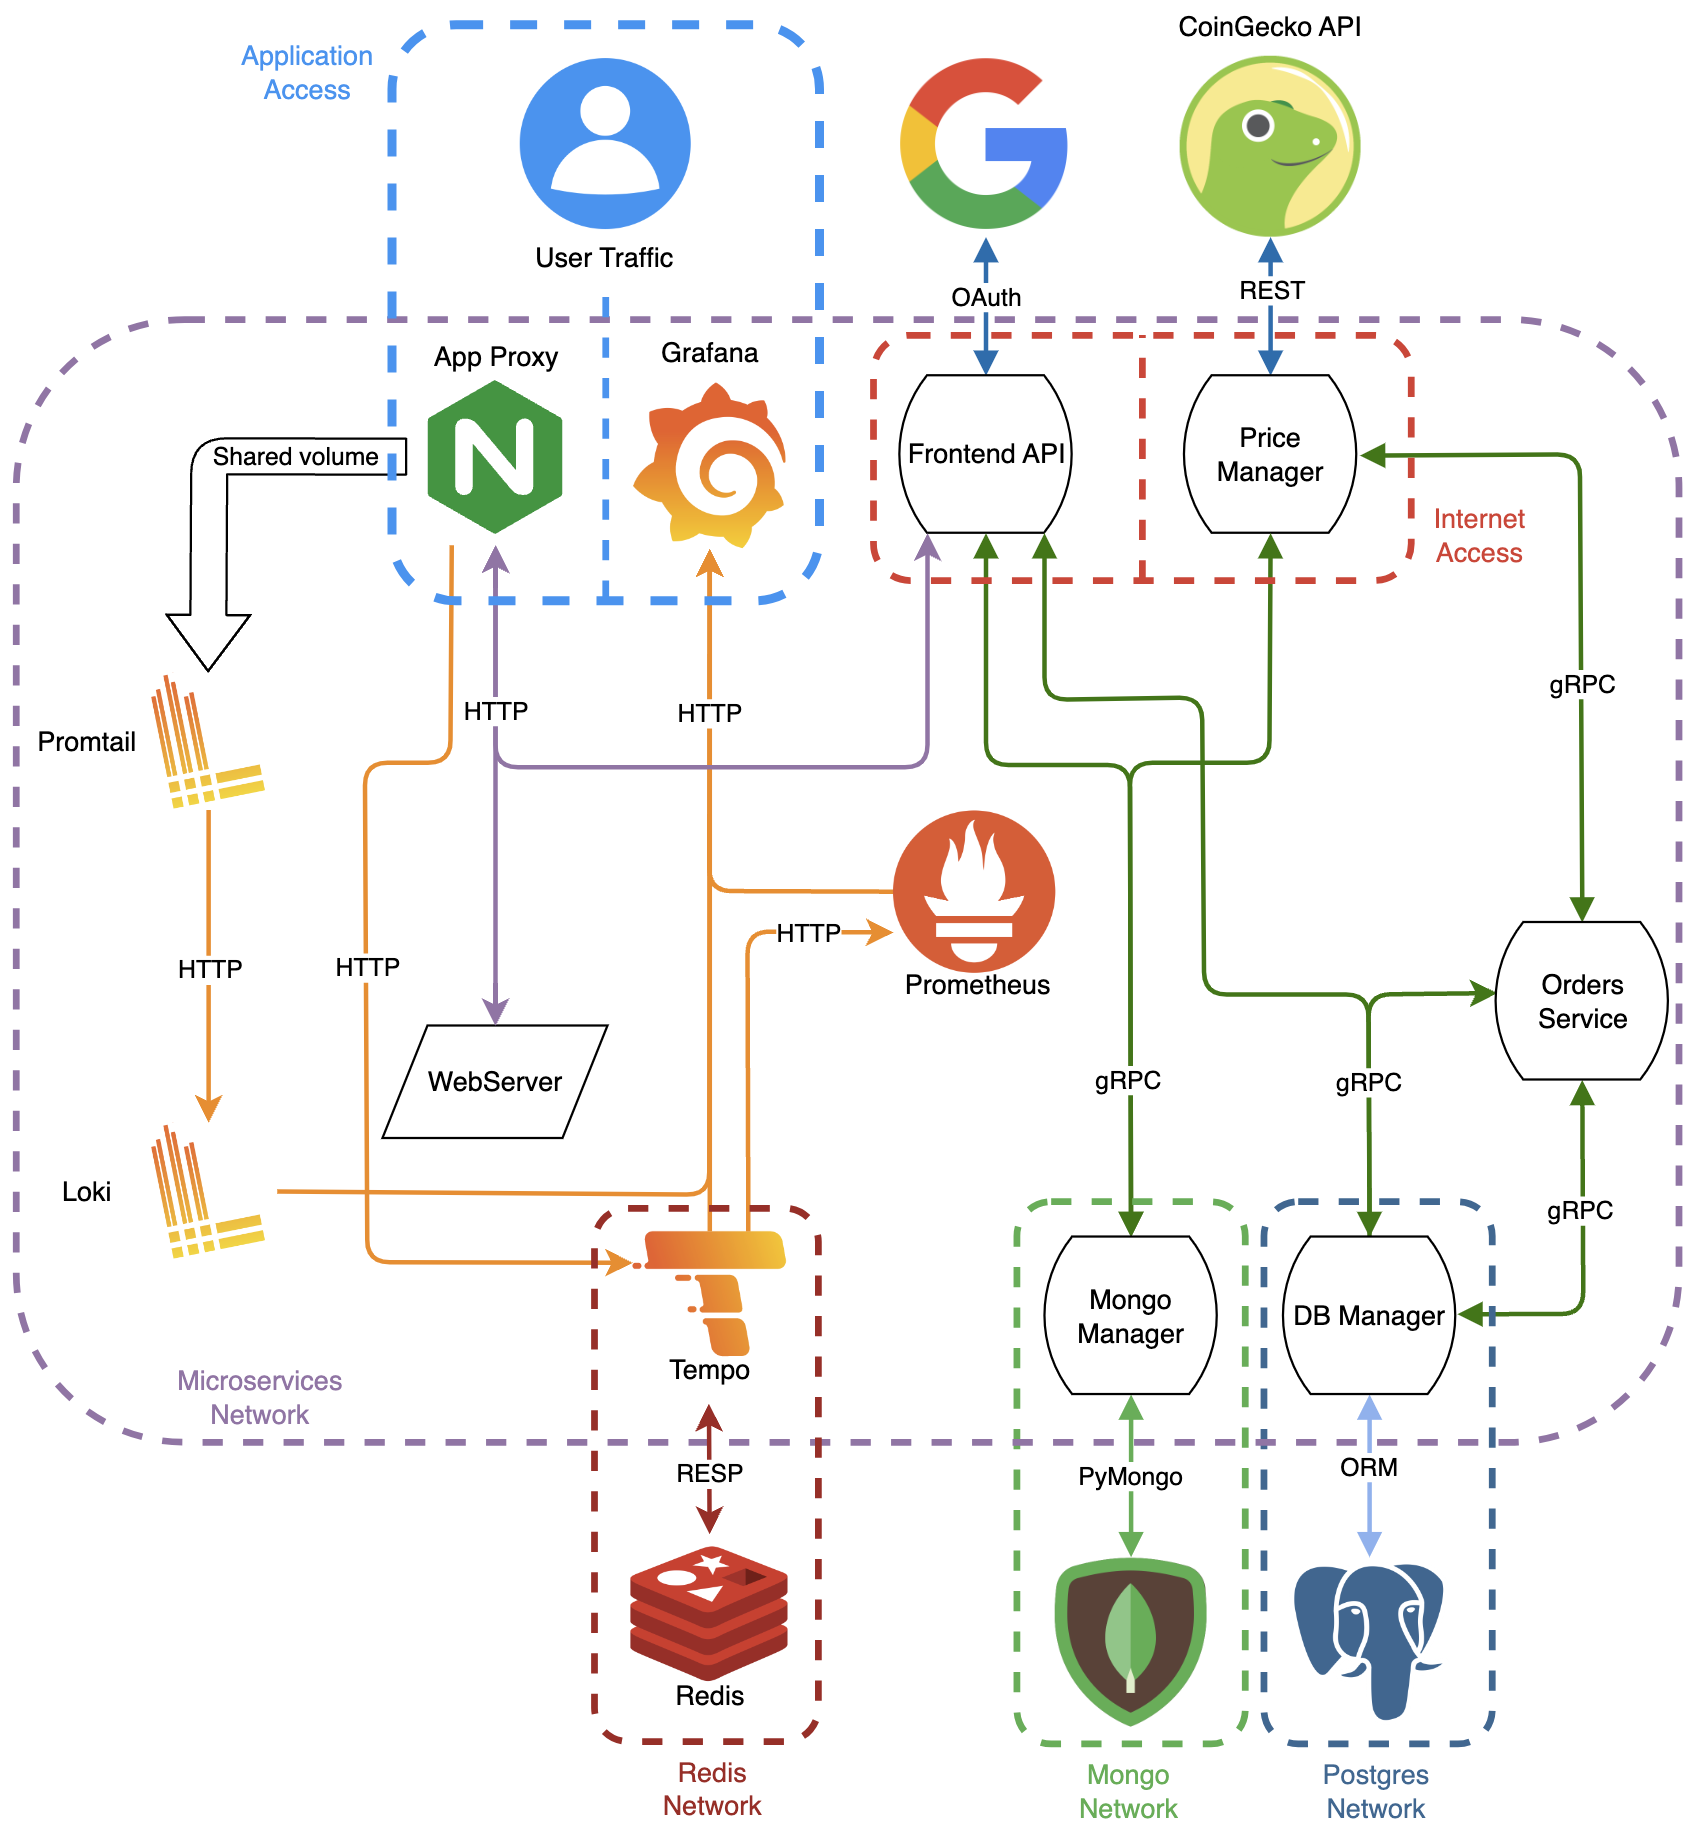 CoinGecko API
Application
Access
User Traffic
OAuth
REST
App Proxy
Grafana
Shared volume
Frontend API
Price
Manager
Internet
Access
gRPC
HTTP
HTTP
Promtail
HTTP
HTTP
HTTP
Prometheus
Orders
Service
WebServer
gRPC
gRPC
Loki
gRPC
Mongo
Manager
DB Manager
Tempo
Microservices
Network
RESP
PyMongo
ORM
Redis
Redis
Network
Mongo
Network
Postgres
Network